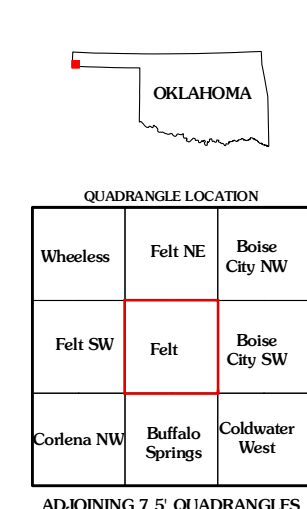 OKLAHOMA
QUADRANGLE LOCATION
Wheeless
Felt NE
Boise
City NW
Felt SW
Felt
Boise
City SW
Corlena NW
Buffalo
Springs
Coldwater
West
ADJOINING 7.5' QUADRANGLES